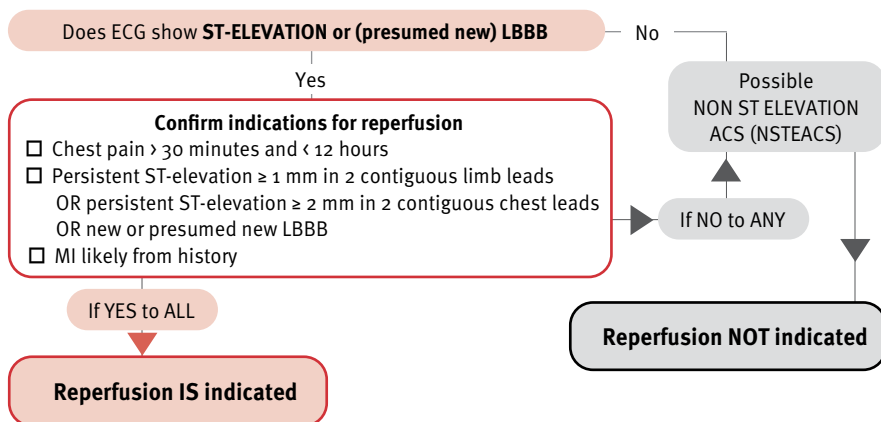 Does ECG show ST-ELEVATION or (presumed new) LBBB
No
Yes
Possible
NON ST ELEVATION
ACS (NSTEACS)
Confirm indications for reperfusion
☐ Chest pain > 30 minutes and < 12 hours
☐ Persistent ST-elevation ≥ 1 mm in 2 contiguous limb leads
OR persistent ST-elevation ≥ 2 mm in 2 contiguous chest leads
OR new or presumed new LBBB
☐ MI likely from history
If NO to ANY
If YES to ALL
Reperfusion NOT indicated
Reperfusion IS indicated